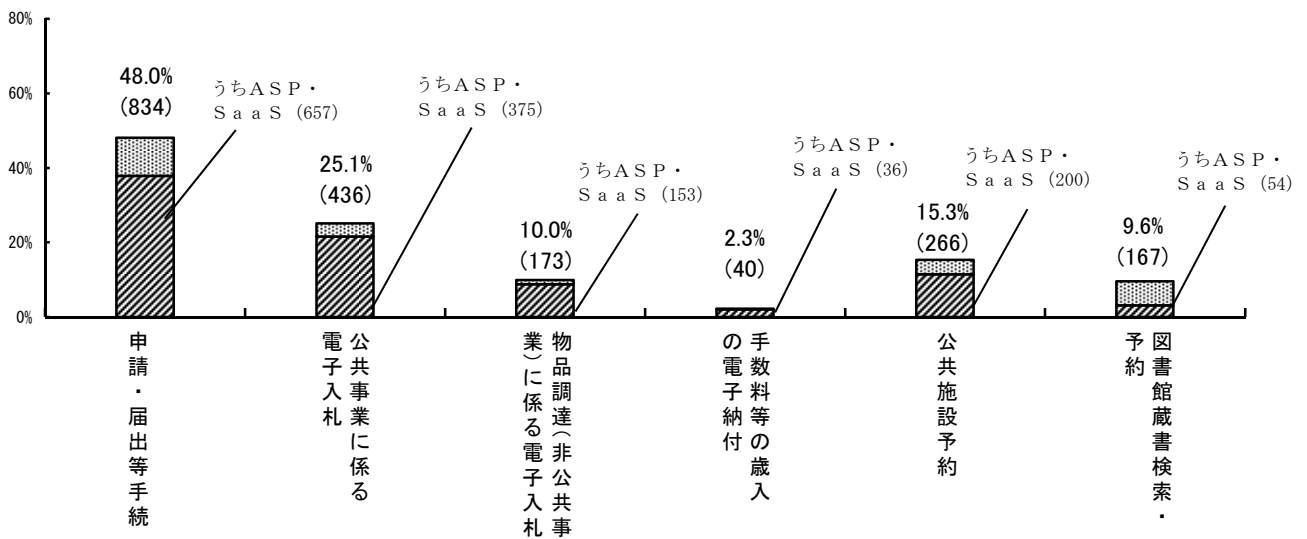 80%
60%
40%
20%
0%
48.0%
(834)
うちＡＳＰ・
ＳａａＳ (657)
25.1%
(436)
うちＡＳＰ・
ＳａａＳ (375)
10.0%
(173)
うちＡＳＰ・
ＳａａＳ (153)
2.3%
(40)
うちＡＳＰ・
ＳａａＳ (36)
15.3%
(266)
うちＡＳＰ・
ＳａａＳ (200)
9.6%
(167)
うちＡＳＰ・
ＳａａＳ (54)
申請・届出等手続
公共事業に係る
電子入札
物品調達(非公共事
業)に係る電子入札
手数料等の歳入
の電子納付
公共施設予約
図書館蔵書検索・
予約